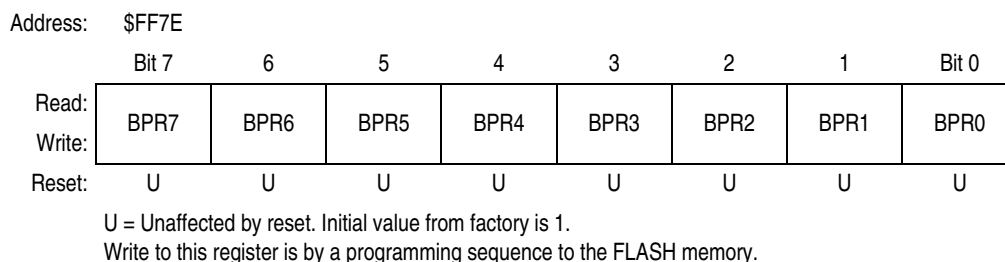 Address: $FF7E
Bit 7 6 5 4 3 2 1 Bit 0
Read:
BPR7 BPR6 BPR5 BPR4 BPR3 BPR2 BPR1 BPR0
Write:
Reset: U U U U U U U U
U = Unaffected by reset. Initial value from factory is 1.
Write to this register is by a programming sequence to the FLASH memory.